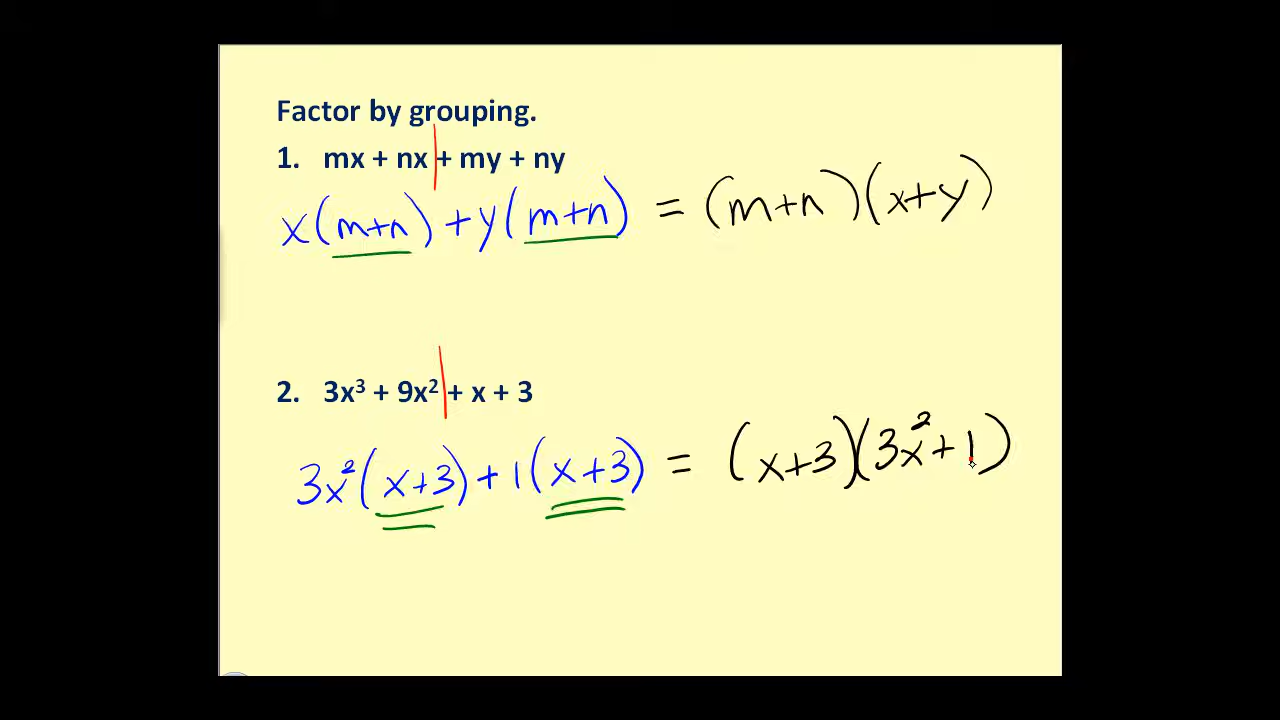 Factor by grouping.
1. mx + nx + my + ny
x(m+n) + y(m+n) = (m+n)(x+y)
2. 3x³ + 9x² + x + 3
3x²(x+3) + 1(x+3) = (x+3)(3x²+1)